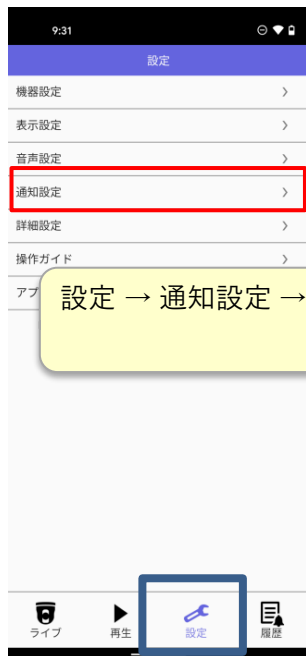 9:31
設定
機器設定
表示設定
音声設定
通知設定
詳細設定
操作ガイド
アプ
設定 → 通知設定 →
ライブ 再生 設定 履歴